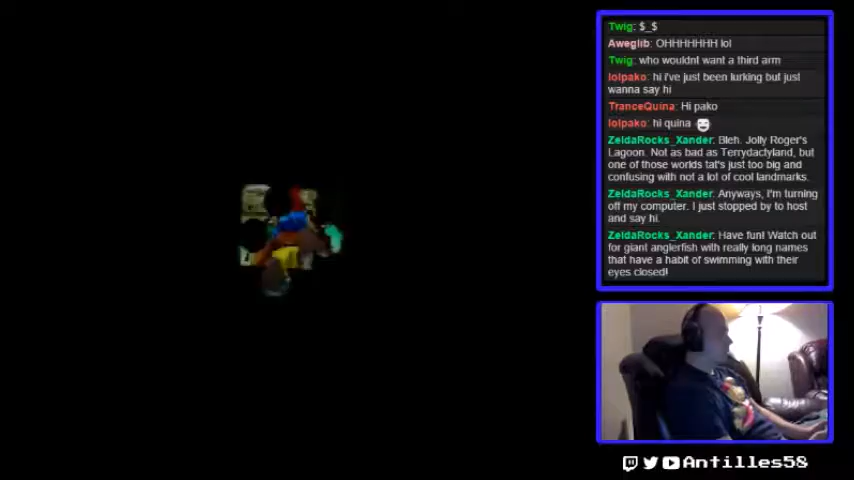 Twig: $_$
Aweglib: OHHHHHHH lol
Twig: who wouldnt want a third arm
lolpako: hi i've just been lurking but just
wanna say hi
TranceQuina: Hi pako
lolpako: hi quina
ZeldaRocks_Xander: Bleh. Jolly Roger's
Lagoon. Not as bad as Terrydactyland, but
one of those worlds tat's just too big and
confusing with not a lot of cool landmarks.
ZeldaRocks_Xander: Anyways, I'm turning
off my computer. I just stopped by to host
and say hi.
ZeldaRocks_Xander: Have fun! Watch out
for giant anglerfish with really long names
that have a habit of swimming with their
eyes closed!
Antilles58